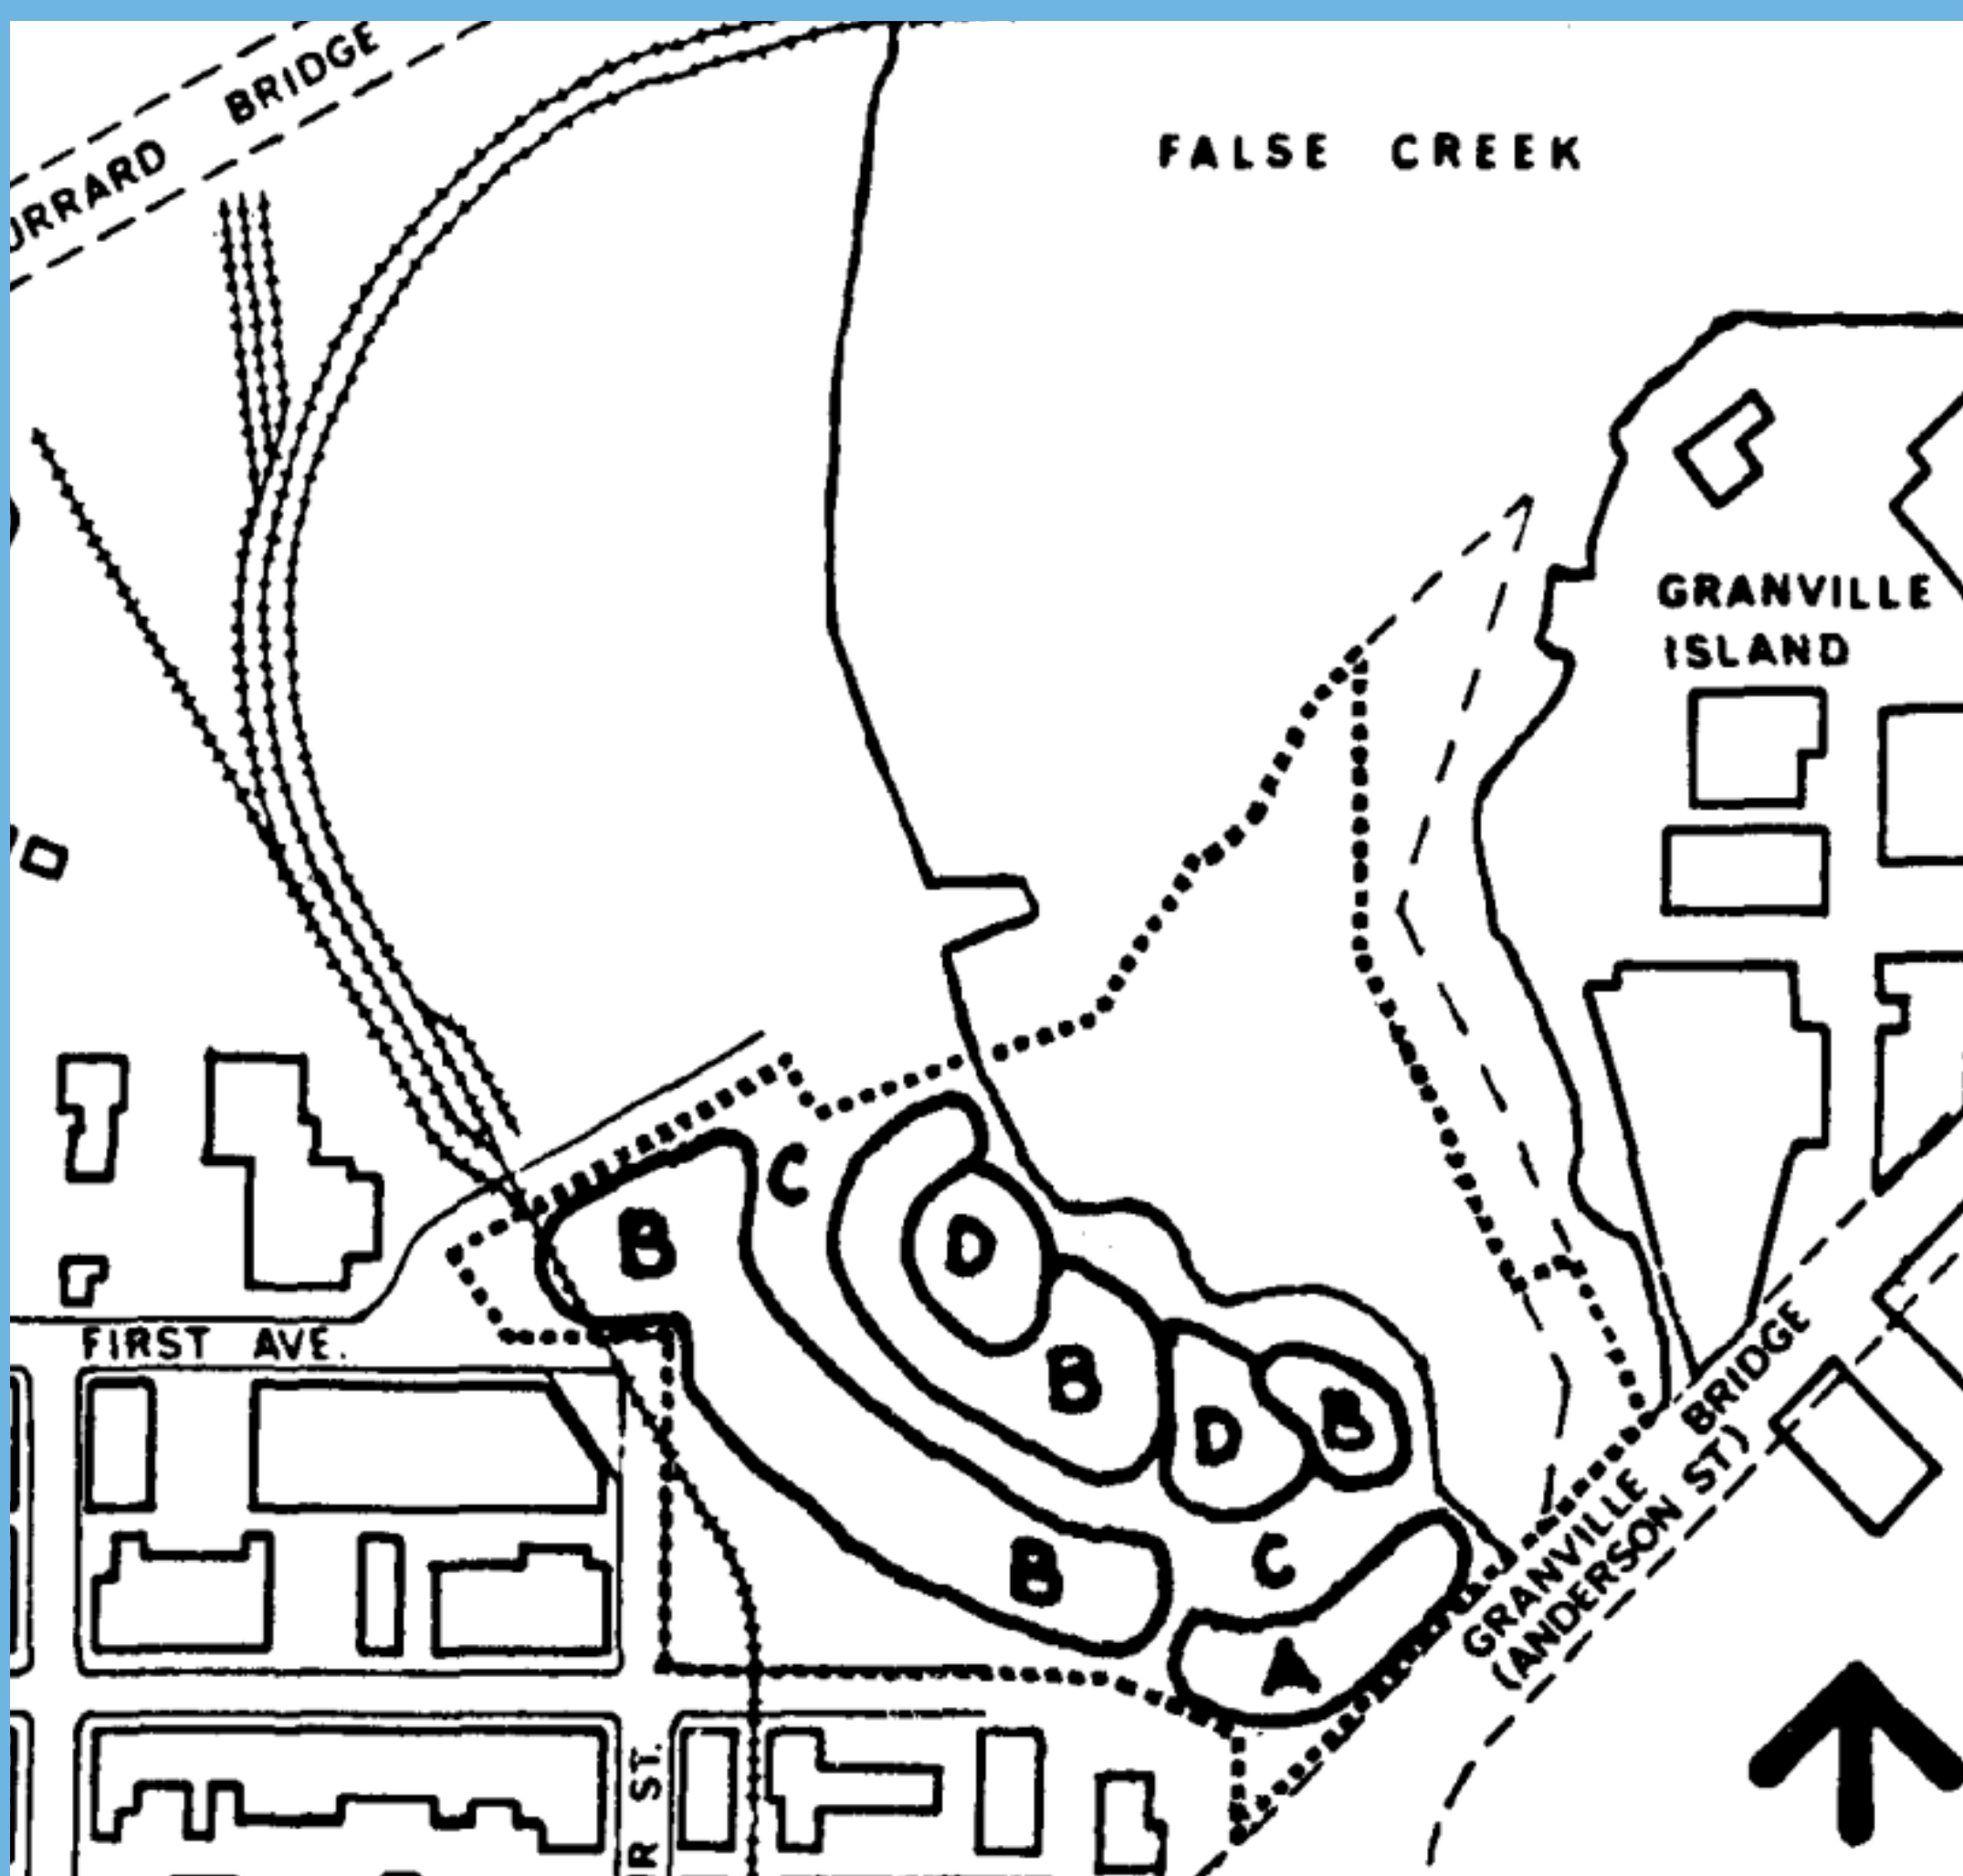 BRIDGE
URRARD
FALSE CREEK
GRANVILLE
ISLAND
C
B
D
B
D
B
B
C
A
FIRST AVE.
BRIDGE
GRANVILLE
(ANDERSON ST)
R ST.